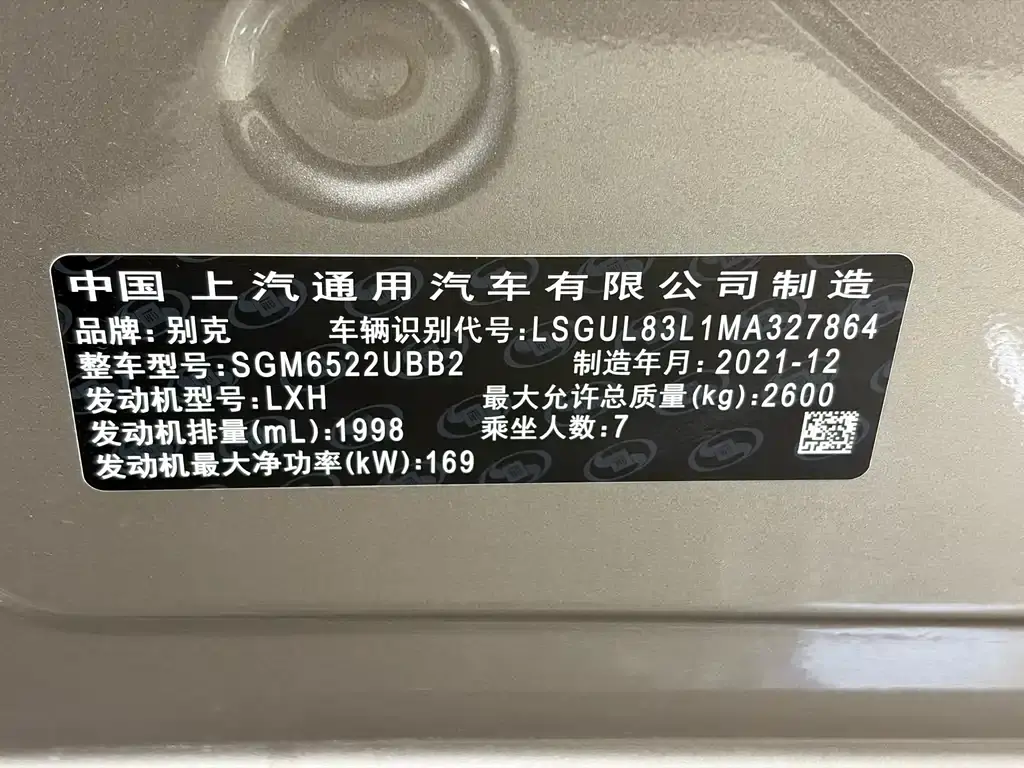 中国 上汽通用汽车有限公司制造
品牌: 别克 车辆识别代号:LSGUL83L1MA327864
整车型号:SGM6522UBB2 制造年月: 2021-12
发动机型号:LXH 最大允许总质量(kg):2600
发动机排量(mL):1998 乘坐人数:7
发动机最大净功率(kW):169